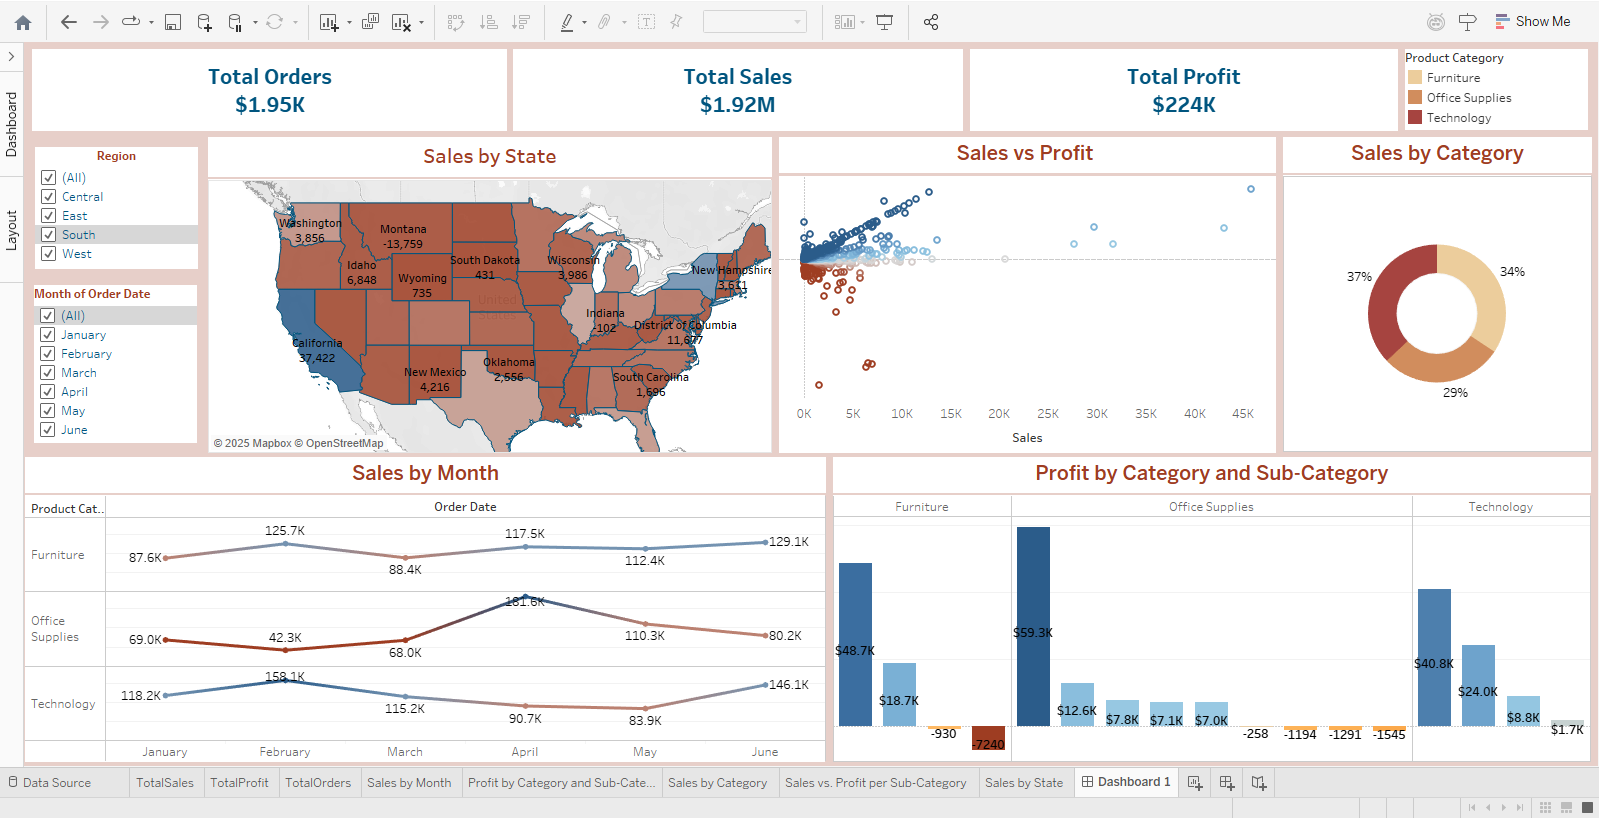 Show Me
Dashboard
Layout
Total Orders
$1.95K
Total Sales
$1.92M
Total Profit
$224K
Product Category
Furniture
Office Supplies
Technology
Region
(All)
Central
East
South
West
Month of Order Date
(All)
January
February
March
April
May
June
Sales by State
Washington
3,856
Montana
-13,759
Idaho
6,848
Wyoming
735
South Dakota
431
Wisconsin
3,986
New Hampshire
3,611
United
States
Indiana
-102
District of Columbia
11,677
California
37,422
New Mexico
4,216
Oklahoma
2,556
South Carolina
1,696
© 2025 Mapbox © OpenStreetMap
Sales vs Profit
0K 5K 10K 15K 20K 25K 30K 35K 40K 45K
Sales
Sales by Category
34%
37%
29%
Sales by Month
Product Cat..
Order Date
Furniture
87.6K
125.7K
88.4K
117.5K
112.4K
129.1K
Office
Supplies
69.0K
42.3K
68.0K
181.6K
110.3K
80.2K
Technology
118.2K
158.1K
115.2K
90.7K
83.9K
146.1K
January February March April May June
Profit by Category and Sub-Category
Furniture Office Supplies Technology
$48.7K
$18.7K
-930
-7240
$59.3K
$12.6K
$7.8K
$7.1K
$7.0K
-258
-1194
-1291
-1545
$40.8K
$24.0K
$8.8K
$1.7K
Data Source TotalSales TotalProfit TotalOrders Sales by Month Profit by Category and Sub-Cate... Sales by Category Sales vs. Profit per Sub-Category Sales by State Dashboard 1